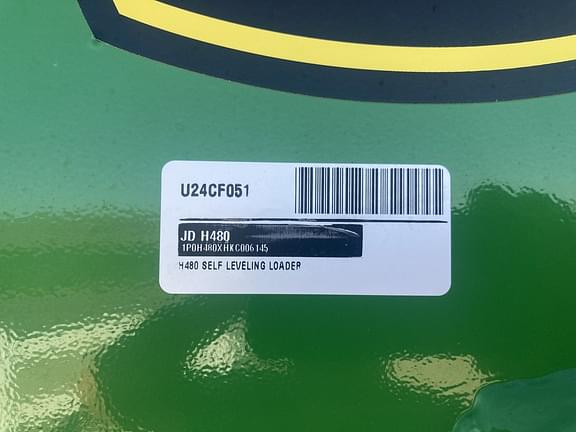 U24CF051
JD H480
1P0H480XHKC006145
H480 SELF LEVELING LOADER